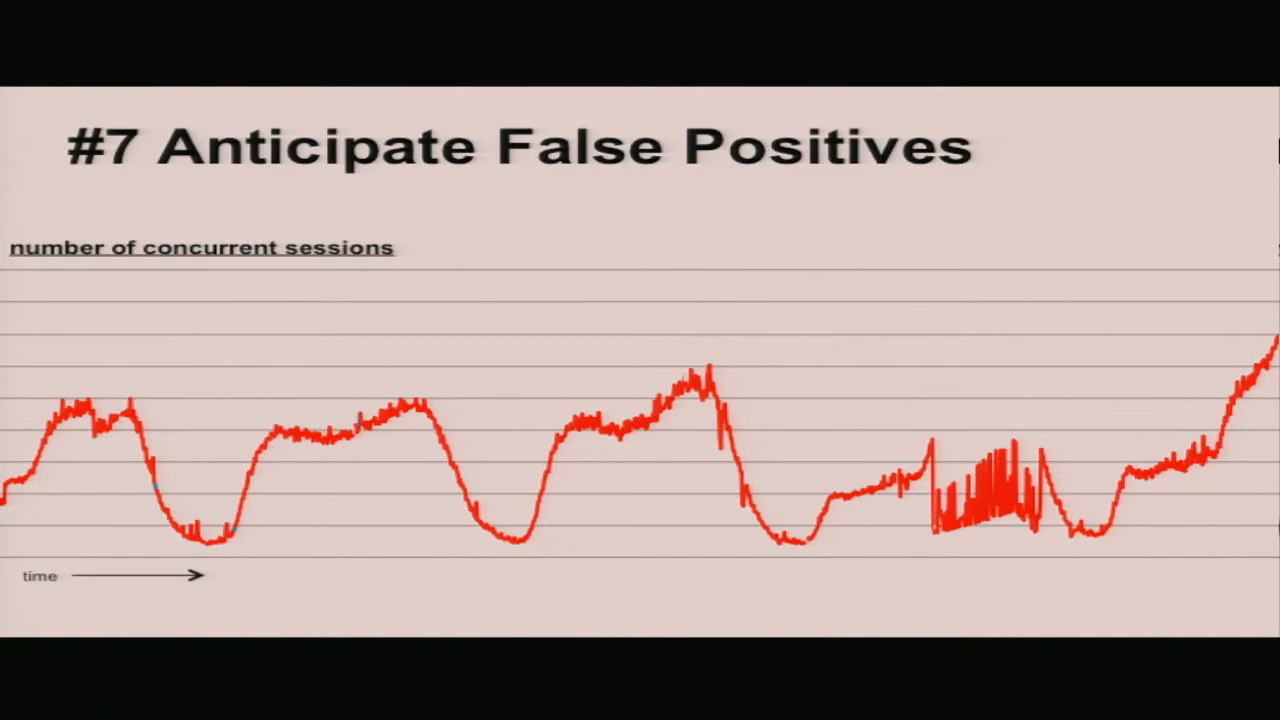 #7 Anticipate False Positives
number of concurrent sessions
time